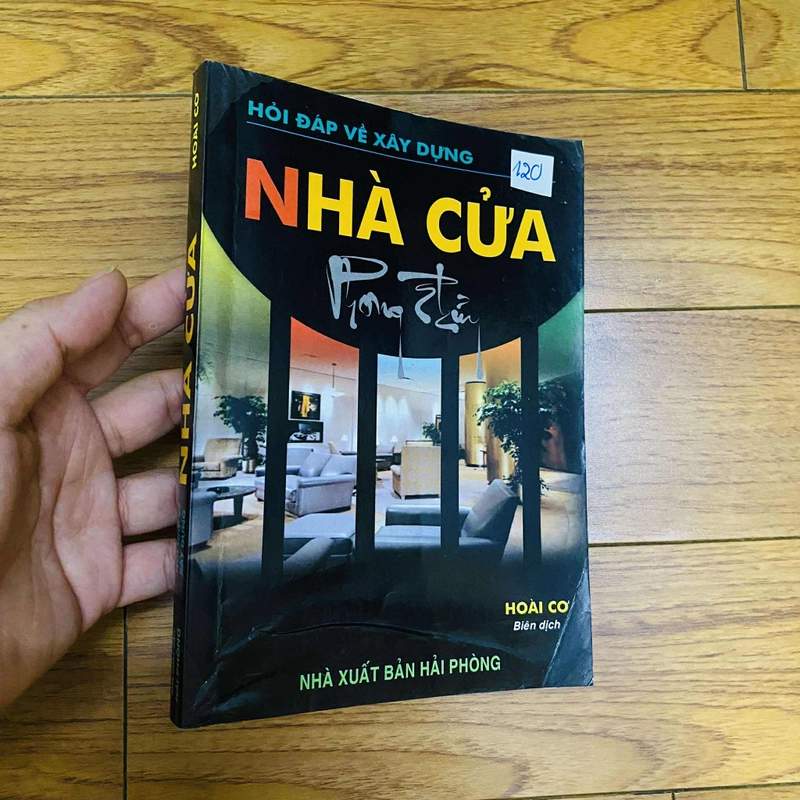 HỎI ĐÁP VỀ XÂY DỰNG
120
NHÀ CỬA
Phong Thủy
HOÀI CƠ
Biên dịch
NHÀ XUẤT BẢN HẢI PHÒNG
HOÀI CƠ
NHÀ CỬA